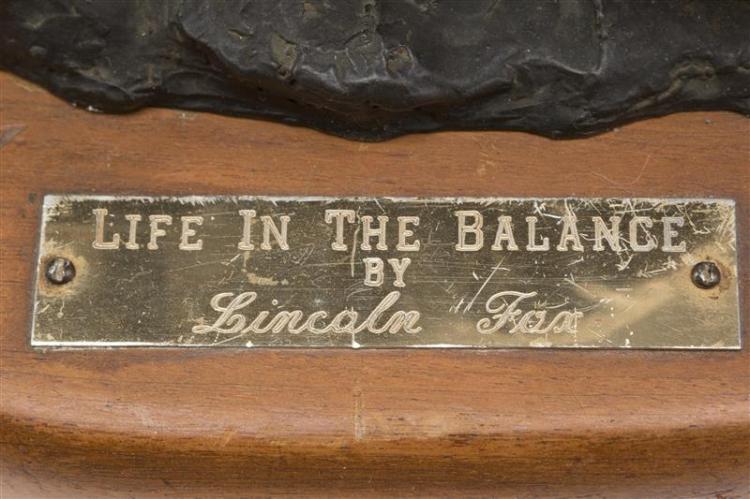 LIFE IN THE BALANCE
BY
Lincoln Fox